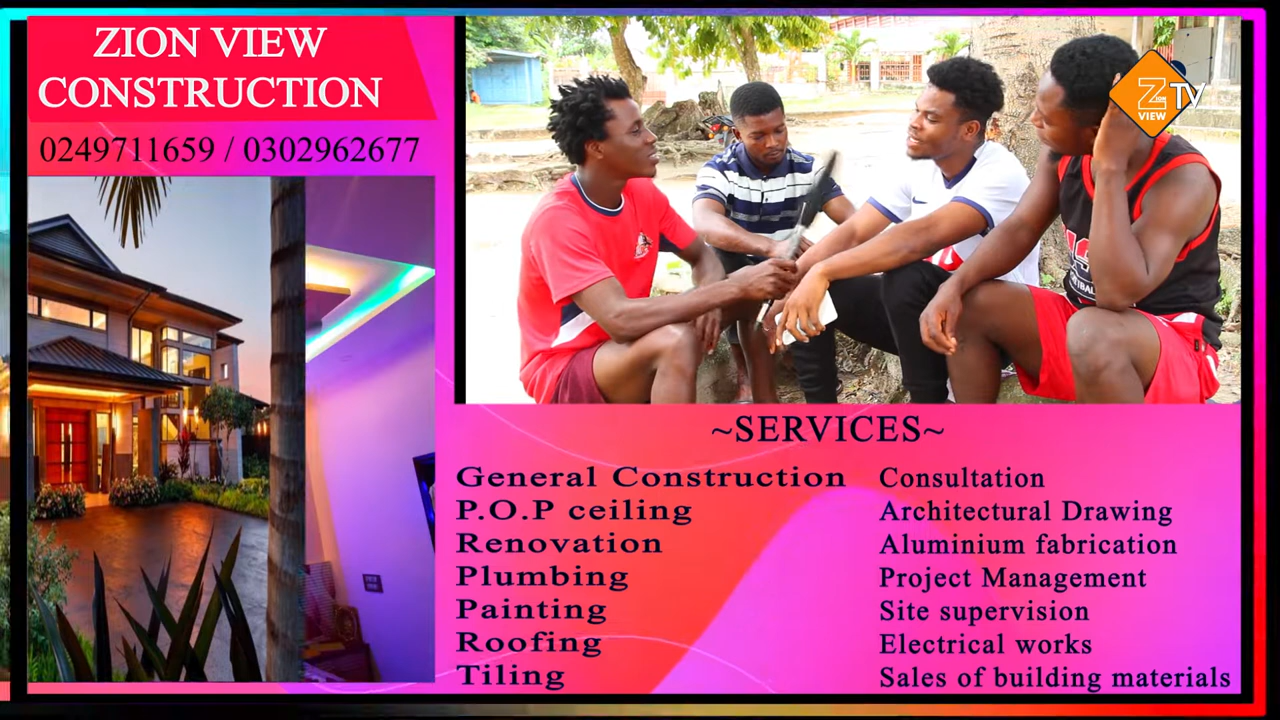 ZION VIEW
CONSTRUCTION
0249711659 / 0302962677
Z TV
ZION
VIEW
~SERVICES~
General Construction
P.O.P ceiling
Renovation
Plumbing
Painting
Roofing
Tiling
Consultation
Architectural Drawing
Aluminium fabrication
Project Management
Site supervision
Electrical works
Sales of building materials